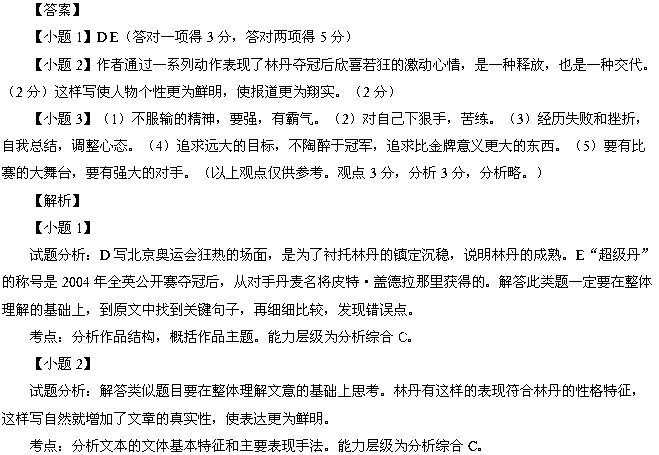 【答案】
【小题1】DE（答对一项得3分，答对两项得5分）
【小题2】作者通过一系列动作表现了林丹夺冠后欣喜若狂的激动心情，是一种释放，也是一种交代。
（2分）这样写使人物个性更为鲜明，使报道更为翔实。（2分）
【小题3】（1）不服输的精神，要强，有霸气。（2）对自己下狠手，苦练。（3）经历失败和挫折，
自我总结，调整心态。（4）追求远大的目标，不陶醉于冠军，追求比金牌意义更大的东西。（5）要有比
赛的大舞台，要有强大的对手。（以上观点仅供参考。观点3分，分析3分，分析略。）
【解析】
【小题1】
试题分析：D写北京奥运会狂热的场面，是为了衬托林丹的镇定沉稳，说明林丹的成熟。E“超级丹”
的称号是2004年全英公开赛夺冠后，从对手丹麦名将皮特·盖德拉那里获得的。解答此类题一定要在整体
理解的基础上，到原文中找到关键句子，再细细比较，发现错误点。
考点：分析作品结构，概括作品主题。能力层级为分析综合C。
【小题2】
试题分析：解答类似题目要在整体理解文意的基础上思考。林丹有这样的表现符合林丹的性格特征，
这样写自然就增加了文章的真实性，使表达更为鲜明。
考点：分析文本的文体基本特征和主要表现手法。能力层级为分析综合C。